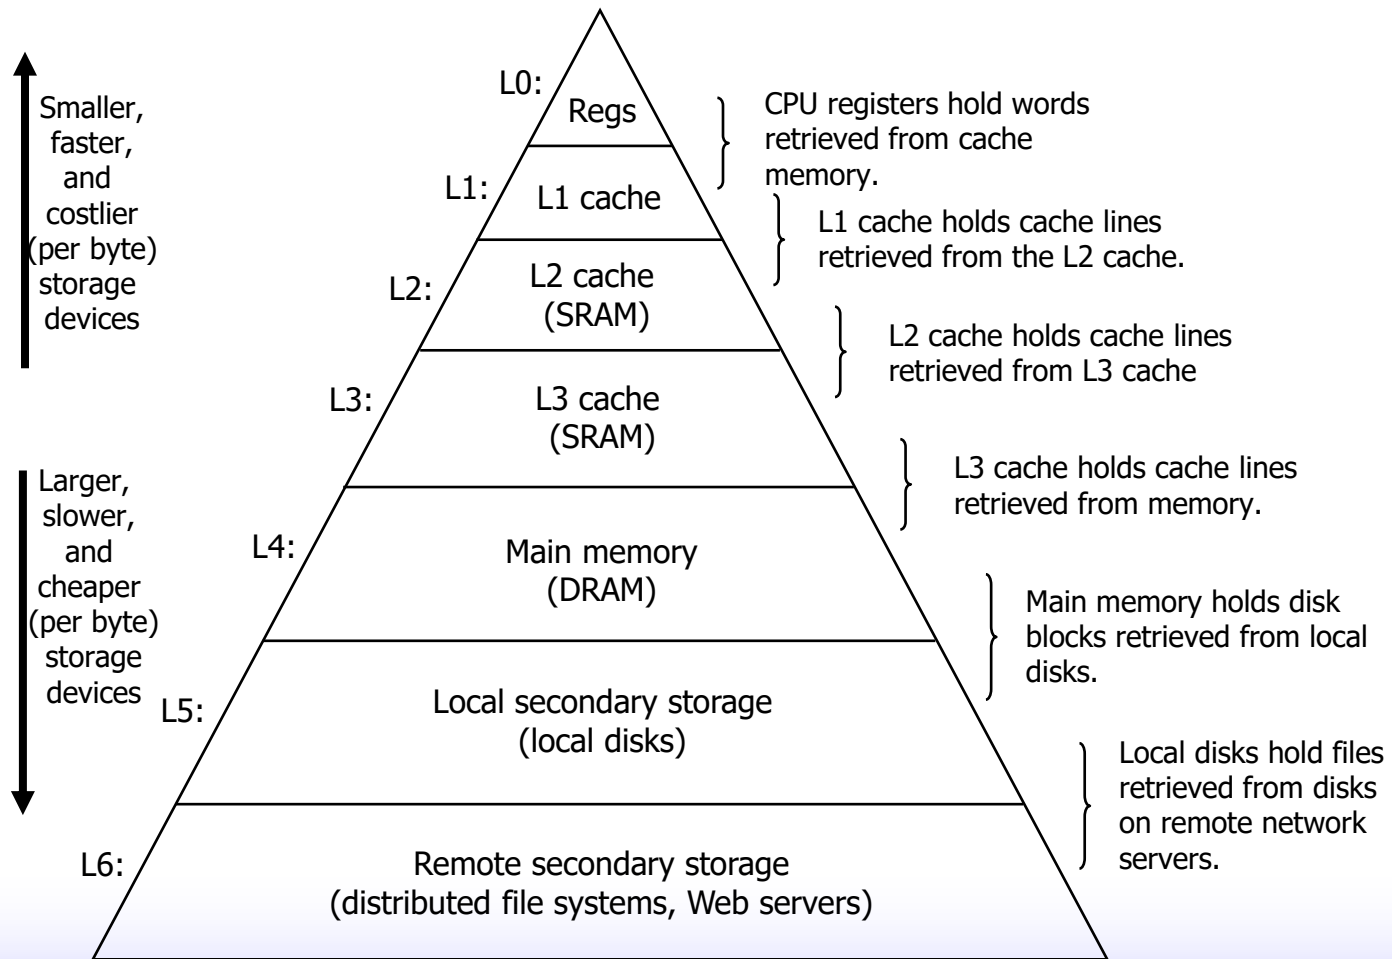 Smaller,
faster,
and
costlier
(per byte)
storage
devices
Larger,
slower,
and
cheaper
(per byte)
storage
devices
L0:
Regs
CPU registers hold words
retrieved from cache
memory.
L1:
L1 cache
L1 cache holds cache lines
retrieved from the L2 cache.
L2:
L2 cache
(SRAM)
L2 cache holds cache lines
retrieved from L3 cache
L3:
L3 cache
(SRAM)
L3 cache holds cache lines
retrieved from memory.
L4:
Main memory
(DRAM)
Main memory holds disk
blocks retrieved from local
disks.
L5:
Local secondary storage
(local disks)
Local disks hold files
retrieved from disks
on remote network
servers.
L6:
Remote secondary storage
(distributed file systems, Web servers)